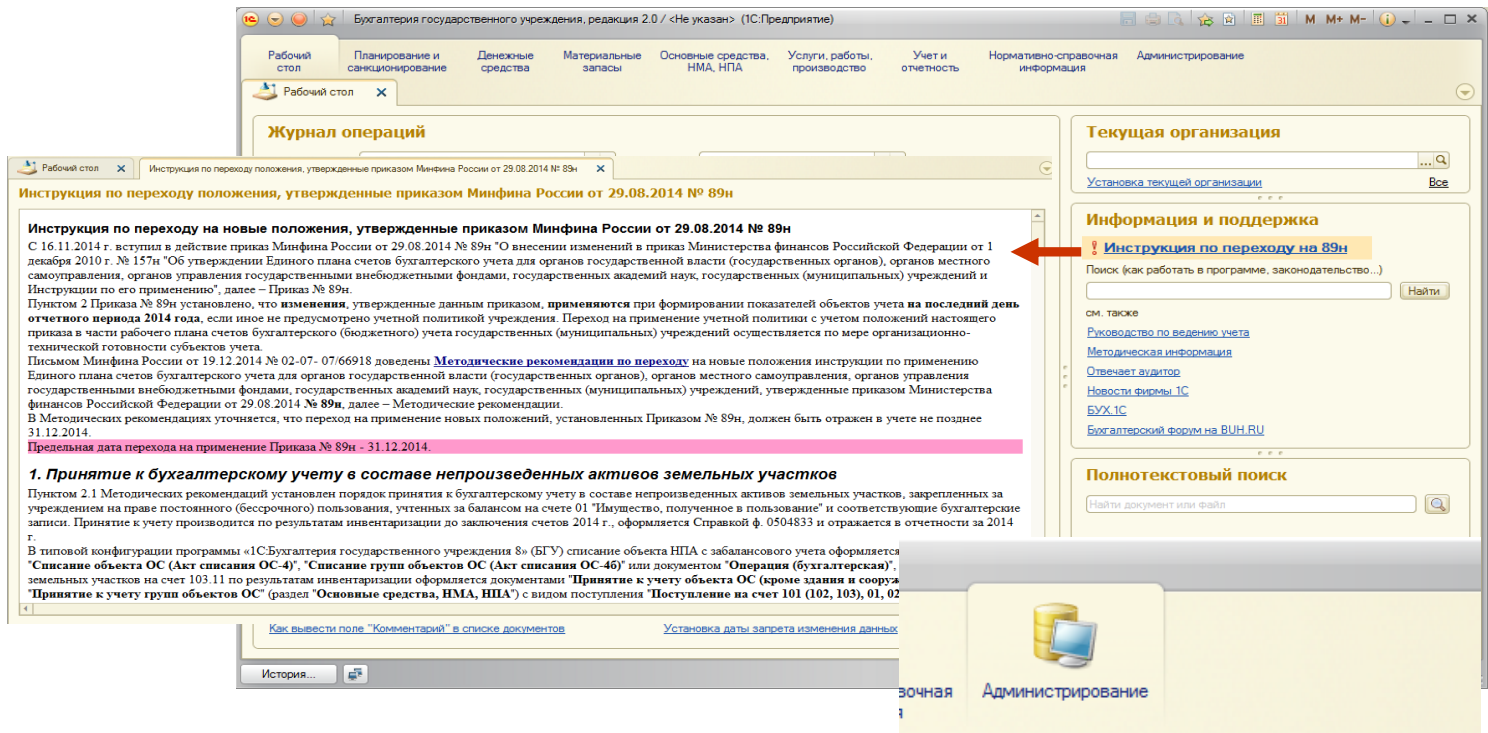 Бухгалтерия государственного учреждения, редакция 2.0 / <Не указан> (1С:Предприятие)
M M+ M-
Рабочий стол
Планирование и санкционирование
Денежные средства
Материальные запасы
Основные средства, НМА, НПА
Услуги, работы, производство
Учет и отчетность
Нормативно-справочная информация
Администрирование
Рабочий стол
Журнал операций
Рабочий стол
Инструкция по переходу положения, утвержденные приказом Минфина России от 29.08.2014 № 89н
Инструкция по переходу положения, утвержденные приказом Минфина России от 29.08.2014 № 89н
Инструкция по переходу на новые положения, утвержденные приказом Минфина России от 29.08.2014 № 89н
С 16.11.2014 г. вступил в действие приказ Минфина России от 29.08.2014 № 89н "О внесении изменений в приказ Министерства финансов Российской Федерации от 1
декабря 2010 г. № 157н "Об утверждении Единого плана счетов бухгалтерского учета для органов государственной власти (государственных органов), органов местного
самоуправления, органов управления государственными внебюджетными фондами, государственных академий наук, государственных (муниципальных) учреждений и
Инструкции по его применению", далее – Приказ № 89н.
Пунктом 2 Приказа № 89н установлено, что изменения, утвержденные данным приказом, применяются при формировании показателей объектов учета на последний день
отчетного периода 2014 года, если иное не предусмотрено учетной политикой учреждения. Переход на применение учетной политики с учетом положений настоящего
приказа в части рабочего плана счетов бухгалтерского (бюджетного) учета государственных (муниципальных) учреждений осуществляется по мере организационно-
технической готовности субъектов учета.
Письмом Минфина России от 19.12.2014 № 02-07- 07/66918 доведены Методические рекомендации по переходу на новые положения инструкции по применению
Единого плана счетов бухгалтерского учета для органов государственной власти (государственных органов), органов местного самоуправления, органов управления
государственными внебюджетными фондами, государственных академий наук, государственных (муниципальных) учреждений, утвержденные приказом Министерства
финансов Российской Федерации от 29.08.2014 № 89н, далее – Методические рекомендации.
В Методических рекомендациях уточняется, что переход на применение новых положений, установленных Приказом № 89н, должен быть отражен в учете не позднее
31.12.2014.
Предельная дата перехода на применение Приказа № 89н - 31.12.2014.
1. Принятие к бухгалтерскому учету в составе непроизведенных активов земельных участков
Пунктом 2.1 Методических рекомендаций установлен порядок принятия к бухгалтерскому учету в составе непроизведенных активов земельных участков, закрепленных за
учреждением на праве постоянного (бессрочного) пользования, учтенных за балансом на счете 01 "Имущество, полученное в пользование" и соответствующие бухгалтерские
записи. Принятие к учету производится по результатам инвентаризации до заключения счетов 2014 г., оформляется Справкой ф. 0504833 и отражается в отчетности за 2014
г.
В типовой конфигурации программы «1С:Бухгалтерия государственного учреждения 8» (БГУ) списание объекта НПА с забалансового учета оформляется
"Списание объекта ОС (Акт списания ОС-4)", "Списание групп объектов ОС (Акт списания ОС-4б)" или документом "Операция (бухгалтерская)",
земельных участков на счет 103.11 по результатам инвентаризации оформляется документами "Принятие к учету объекта ОС (кроме здания и сооруж
"Принятие к учету групп объектов ОС" (раздел "Основные средства, НМА, НПА") с видом поступления "Поступление на счет 101 (102, 103), 01, 02
Как вывести поле "Комментарий" в списке документов
Установка даты запрета изменения данных
История...
Текущая организация
Установка текущей организации
Все
Информация и поддержка
Инструкция по переходу на 89н
Поиск (как работать в программе, законодательство...)
Найти
см. также
Руководство по ведению учета
Методическая информация
Отвечает аудитор
Новости фирмы 1С
БУХ.1С
Бухгалтерский форум на BUH.RU
Полнотекстовый поиск
Найти документ или файл
вочная
я
Администрирование